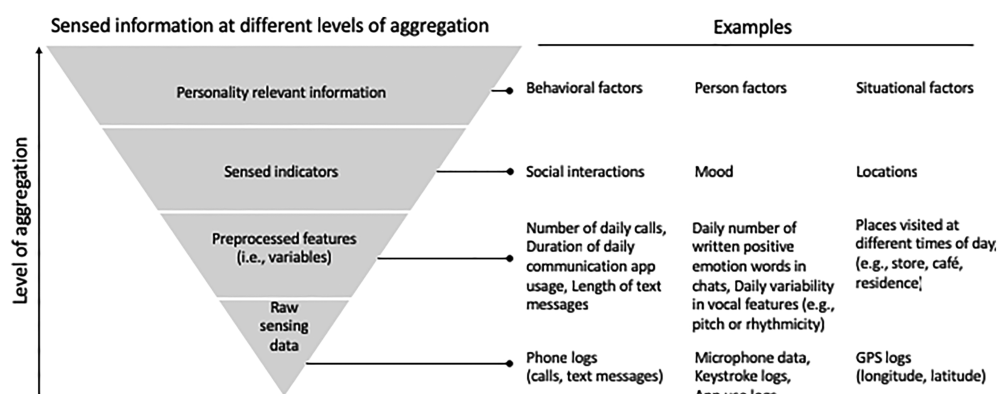 Sensed information at different levels of aggregation
Examples
Level of aggregation
Personality relevant information
Behavioral factors
Person factors
Situational factors
Sensed indicators
Social interactions
Mood
Locations
Preprocessed features
(i.e., variables)
Number of daily calls,
Duration of daily
communication app
usage, Length of text
messages
Daily number of
written positive
emotion words in
chats, Daily variability
in vocal features (e.g.,
pitch or rhythmicity)
Places visited at
different times of day,
(e.g., store, café,
residence)
Raw
sensing
data
Phone logs
(calls, text messages)
Microphone data,
Keystroke logs,
App use logs
GPS logs
(longitude, latitude)